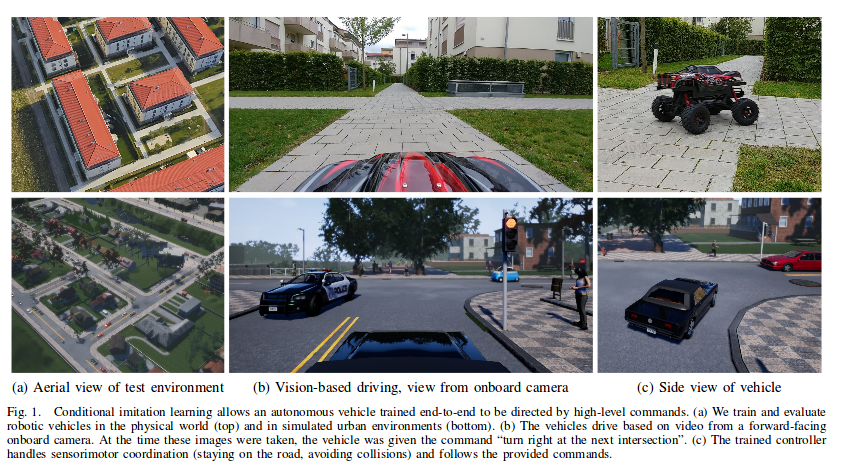 POLICE
(a) Aerial view of test environment
(b) Vision-based driving, view from onboard camera
(c) Side view of vehicle
Fig. 1. Conditional imitation learning allows an autonomous vehicle trained end-to-end to be directed by high-level commands. (a) We train and evaluate
robotic vehicles in the physical world (top) and in simulated urban environments (bottom). (b) The vehicles drive based on video from a forward-facing
onboard camera. At the time these images were taken, the vehicle was given the command “turn right at the next intersection”. (c) The trained controller
handles sensorimotor coordination (staying on the road, avoiding collisions) and follows the provided commands.